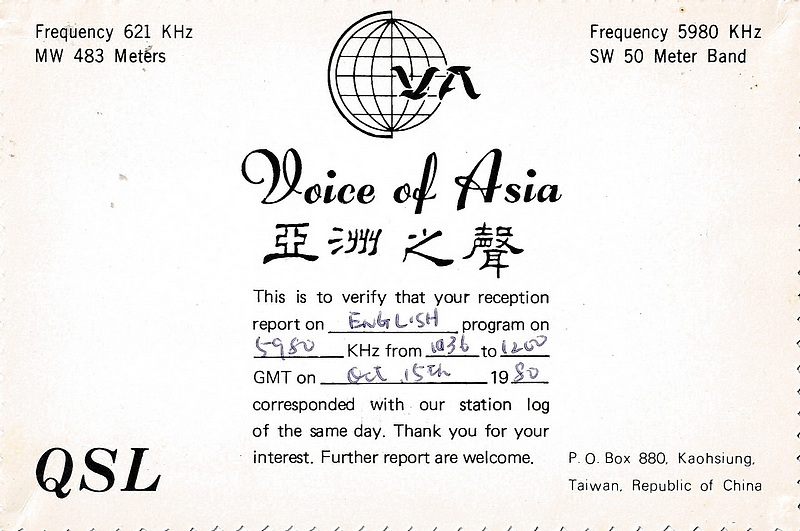 Frequency 621 KHz
MW 483 Meters
Frequency 5980 KHz
SW 50 Meter Band
VA
Voice of Asia
亞洲之聲
This is to verify that your reception
report on ENGLISH program on
5980 KHz from 1036 to 1200
GMT on Oct 15th 1980
corresponded with our station log
of the same day. Thank you for your
interest. Further report are welcome.
QSL
P. O. Box 880, Kaohsiung,
Taiwan, Republic of China